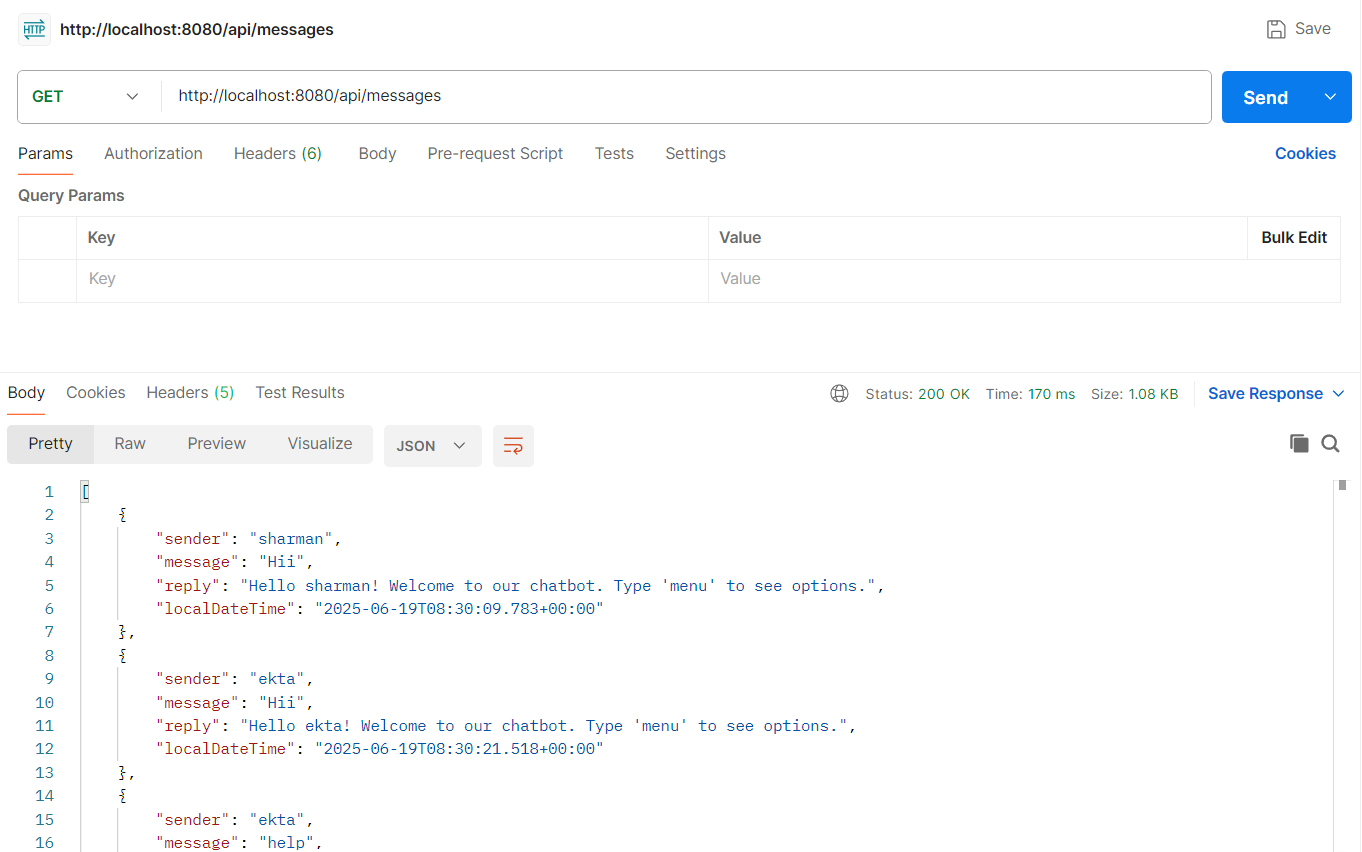 HTTP http://localhost:8080/api/messages Save
GET http://localhost:8080/api/messages Send
Params Authorization Headers (6) Body Pre-request Script Tests Settings Cookies
Query Params
Key Value Bulk Edit
Key Value
Body Cookies Headers (5) Test Results Status: 200 OK Time: 170 ms Size: 1.08 KB Save Response
Pretty Raw Preview Visualize JSON
1 [
2 {
3 "sender": "sharman",
4 "message": "Hii",
5 "reply": "Hello sharman! Welcome to our chatbot. Type 'menu' to see options.",
6 "localDateTime": "2025-06-19T08:30:09.783+00:00"
7 },
8 {
9 "sender": "ekta",
10 "message": "Hii",
11 "reply": "Hello ekta! Welcome to our chatbot. Type 'menu' to see options.",
12 "localDateTime": "2025-06-19T08:30:21.518+00:00"
13 },
14 {
15 "sender": "ekta",
16 "message": "help",